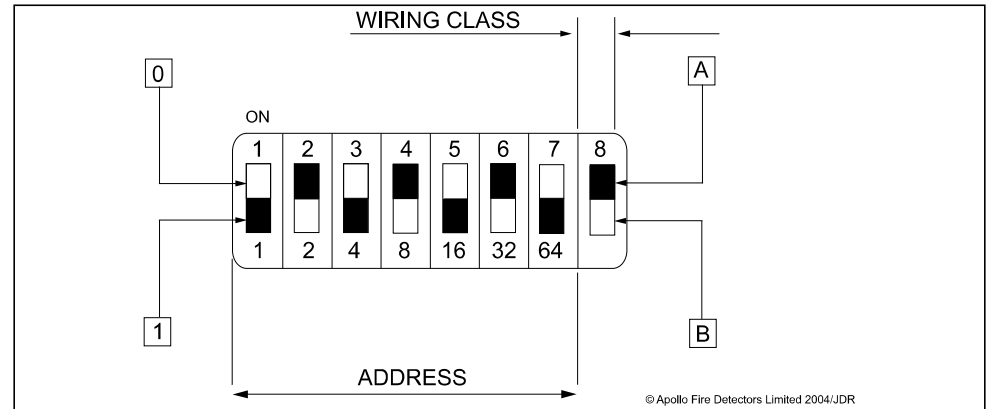 WIRING CLASS
0
A
ON
1 2 3 4 5 6 7 8
1 2 4 8 16 32 64
1
B
ADDRESS
© Apollo Fire Detectors Limited 2004/JDR